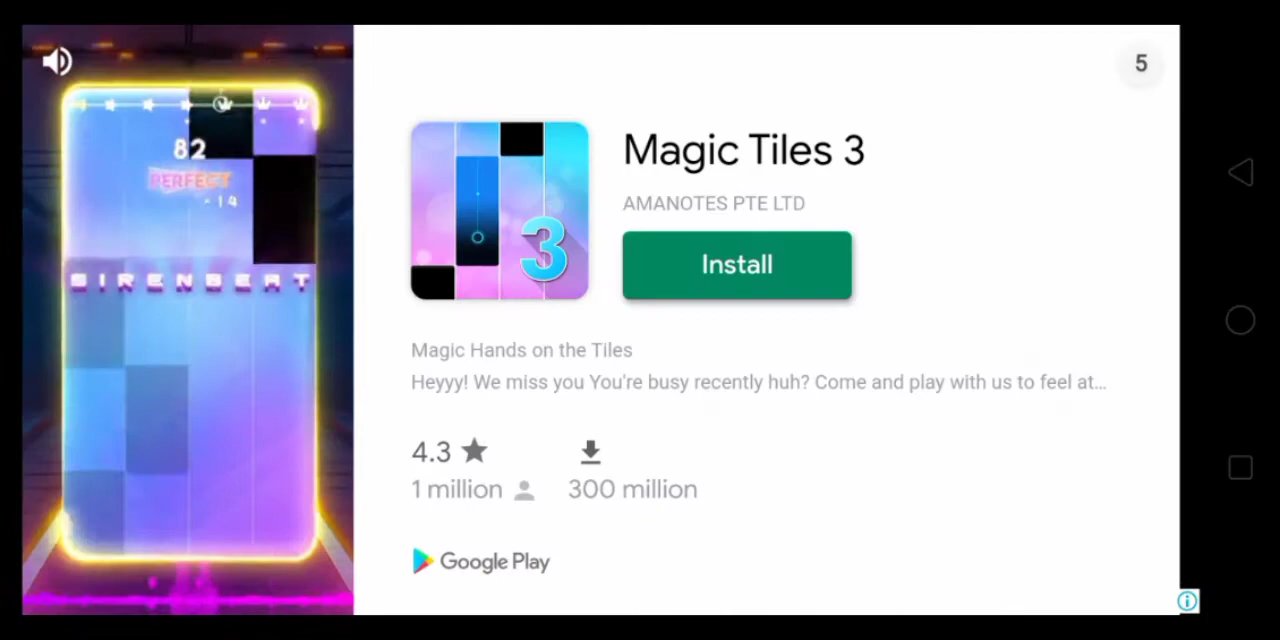 82
PERFECT
×14
SIRENBEAT
5
3
Magic Tiles 3
AMANOTES PTE LTD
Install
Magic Hands on the Tiles
Heyyy! We miss you You're busy recently huh? Come and play with us to feel at...
4.3
1 million
300 million
Google Play